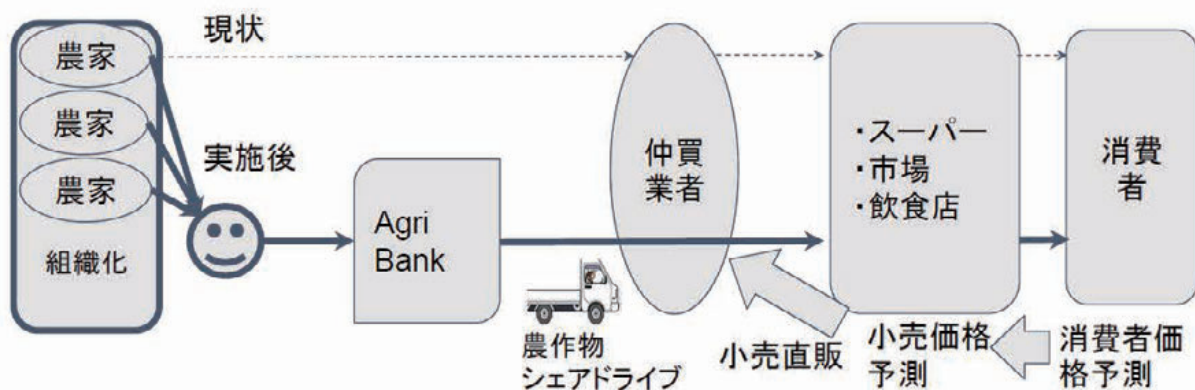 現状
農家
農家
農家
組織化
実施後
Agri
Bank
農作物
シェアドライブ
仲買
業者
小売直販
・スーパー
・市場
・飲食店
小売価格
予測
消費
者
消費者価
格予測